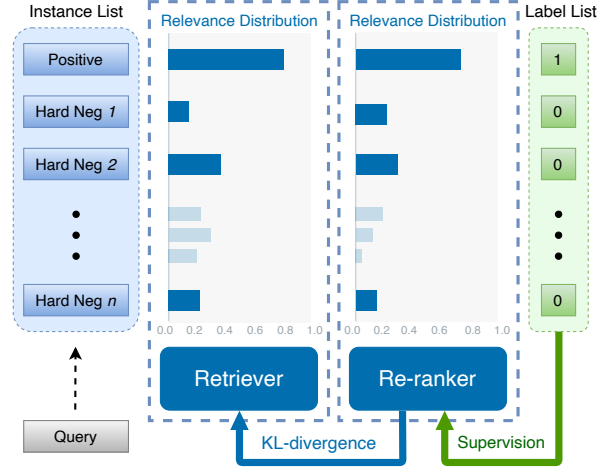 Instance List
Relevance Distribution
Relevance Distribution
Label List
Positive
1
Hard Neg 1
0
Hard Neg 2
0
Hard Neg n
0
0.0 0.2 0.4 0.6 0.8 1.0
0.0 0.2 0.4 0.6 0.8 1.0
Retriever
Re-ranker
Query
KL-divergence
Supervision